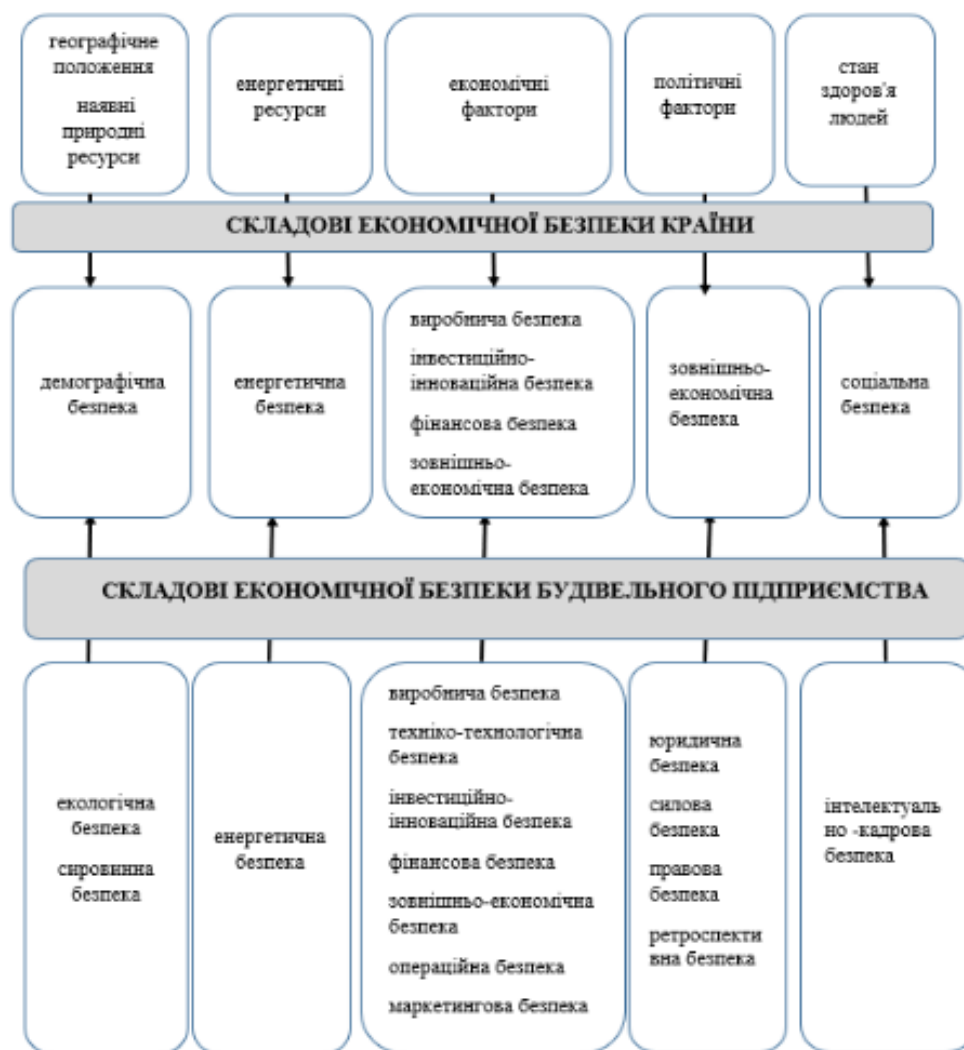 географічне
положення
наявні
природні
ресурси
енергетичні
ресурси
економічні
фактори
політичні
фактори
стан
здоров'я
людей
СКЛАДОВІ ЕКОНОМІЧНОЇ БЕЗПЕКИ КРАЇНИ
демографічна
безпека
енергетична
безпека
виробнича безпека
інвестиційно-
інноваційна безпека
фінансова безпека
зовнішньо-
економічна безпека
зовнішньо-
економічна
безпека
соціальна
безпека
СКЛАДОВІ ЕКОНОМІЧНОЇ БЕЗПЕКИ БУДІВЕЛЬНОГО ПІДПРИЄМСТВА
екологічна
безпека
сировинна
безпека
енергетична
безпека
виробнича безпека
техніко-технологічна
безпека
інвестиційно-
інноваційна безпека
фінансова безпека
зовнішньо-економічна
безпека
операційна безпека
маркетингова безпека
юридична
безпека
силова
безпека
правова
безпека
ретроспекти
вна безпека
інтелектуаль
но -кадрова
безпека